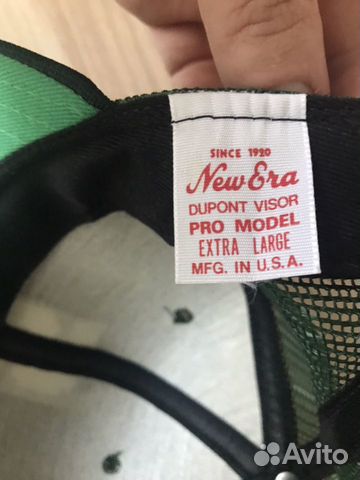 SINCE 1920
New Era
DUPONT VISOR
PRO MODEL
EXTRA LARGE
MFG. IN U.S.A.
Avito